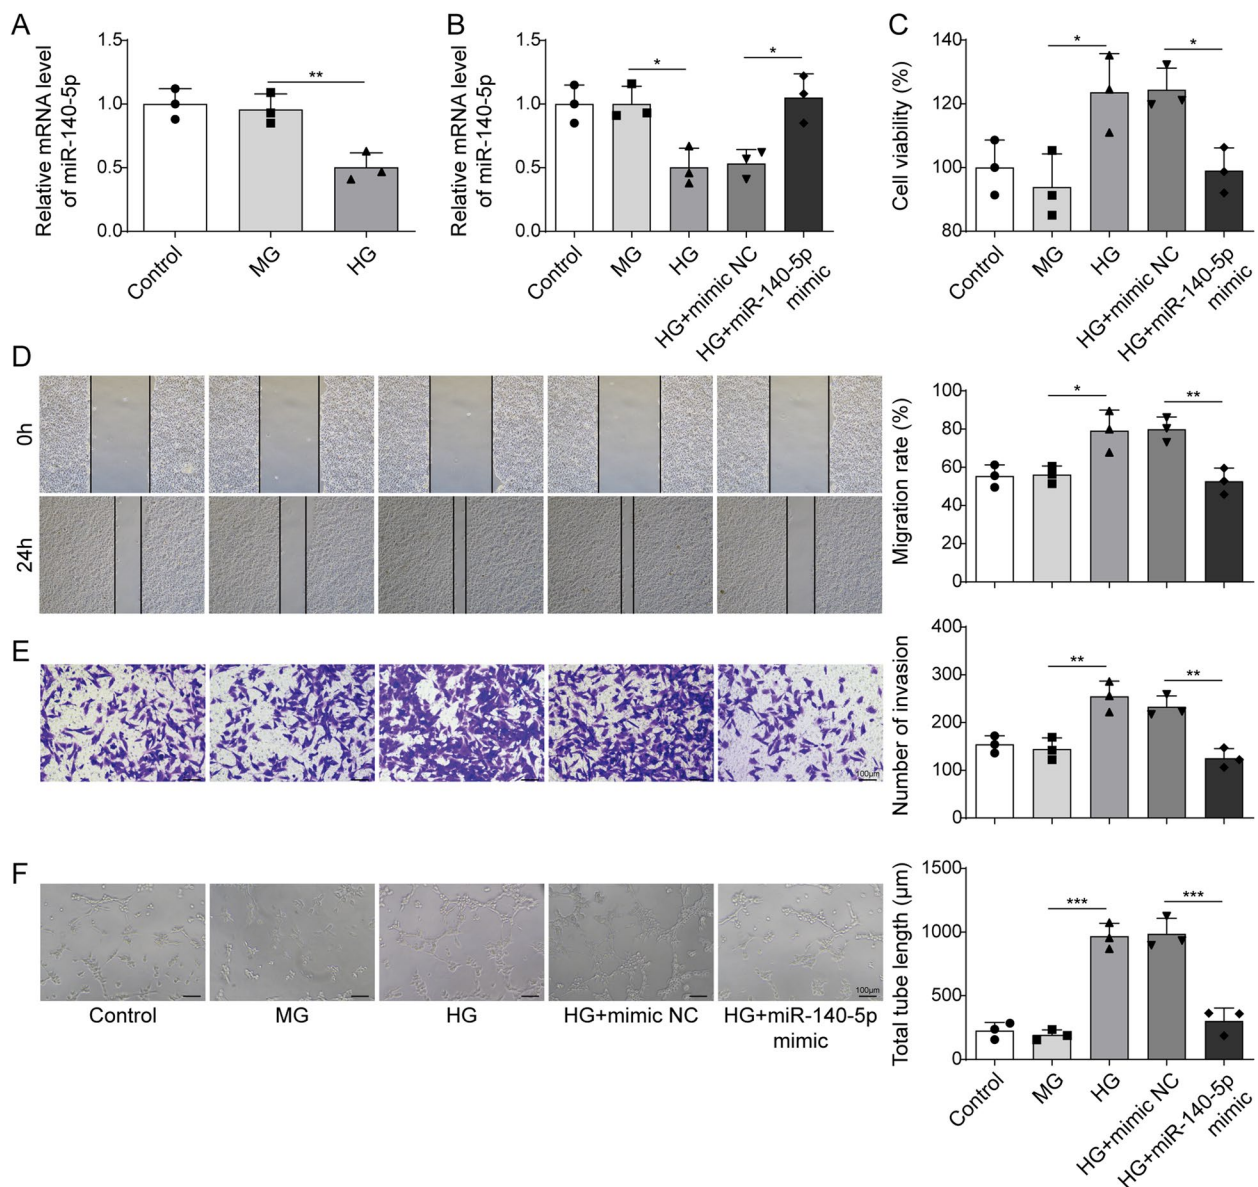 A
Relative mRNA level
of miR-140-5p
1.5
1.0
0.5
0.0
**
Control
MG
HG
B
Relative mRNA level
of miR-140-5p
1.5
1.0
0.5
0.0
*
*
Control
MG
HG
HG+mimic NC
HG+miR-140-5p
mimic
C
Cell viability (%)
140
120
100
80
*
*
Control
MG
HG
HG+mimic NC
HG+miR-140-5p
mimic
D
0h
24h
Migration rate (%)
100
80
60
40
20
0
*
**
E
100μm
Number of invasion
400
300
200
100
0
**
**
F
100μm
Control
MG
HG
HG+mimic NC
HG+miR-140-5p
mimic
Total tube length (μm)
1500
1000
500
0
***
***
Control
MG
HG
HG+mimic NC
HG+miR-140-5p
mimic